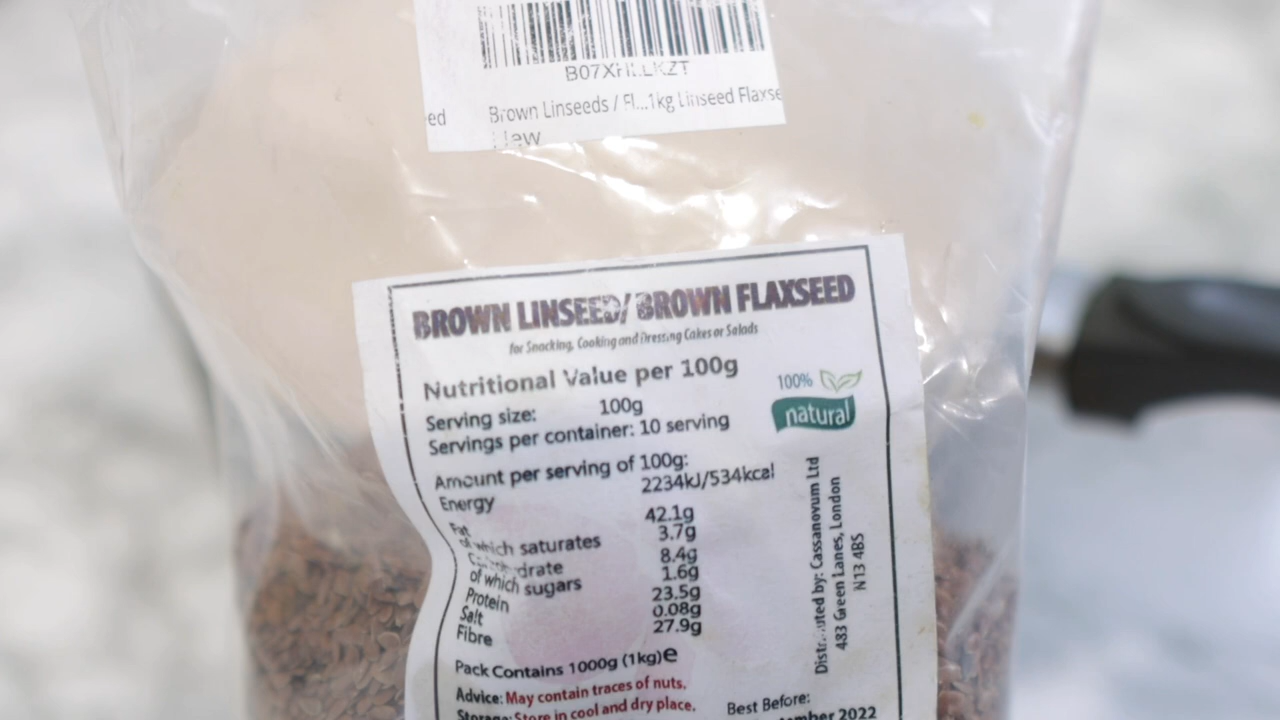 ed
Brown Linseeds / Fl...1kg Linseed Flaxse
BROWN LINSEED/ BROWN FLAXSEED
for Snacking, Cooking and Dressing Cakes or Salads
Nutritional Value per 100g
Serving size: 100g
Servings per container: 10 serving
100%
natural
Amount per serving of 100g:
Energy 2234kJ/534kcal
Fat 42.1g
of which saturates 3.7g
drate 8.4g
of which sugars 1.6g
Protein 23.5g
Salt 0.08g
Fibre 27.9g
Pack Contains 1000g (1kg)e
Advice: May contain traces of nuts.
Storage: Store in cool and dry place.
Best Before:
2022
Distributed by: Cassanovum Ltd
483 Green Lanes, London
N13 4BS